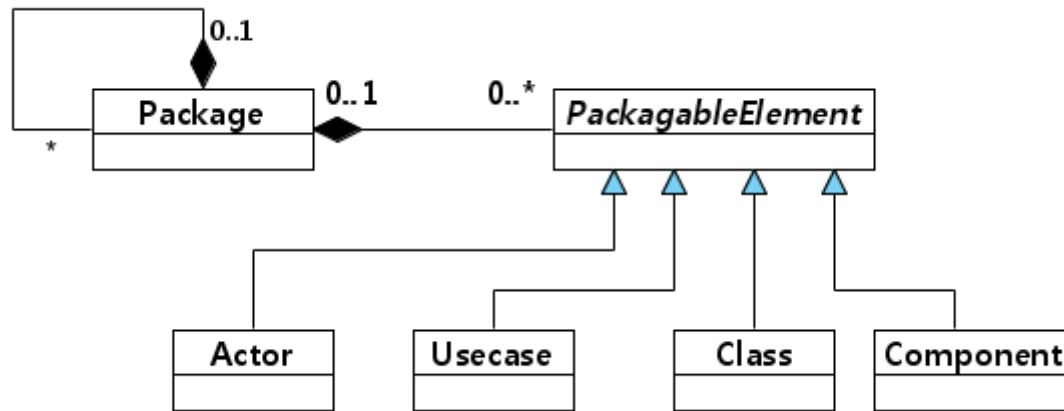 0..1
Package
*
0..1
0..*
PackagableElement
Actor
Usecase
Class
Component